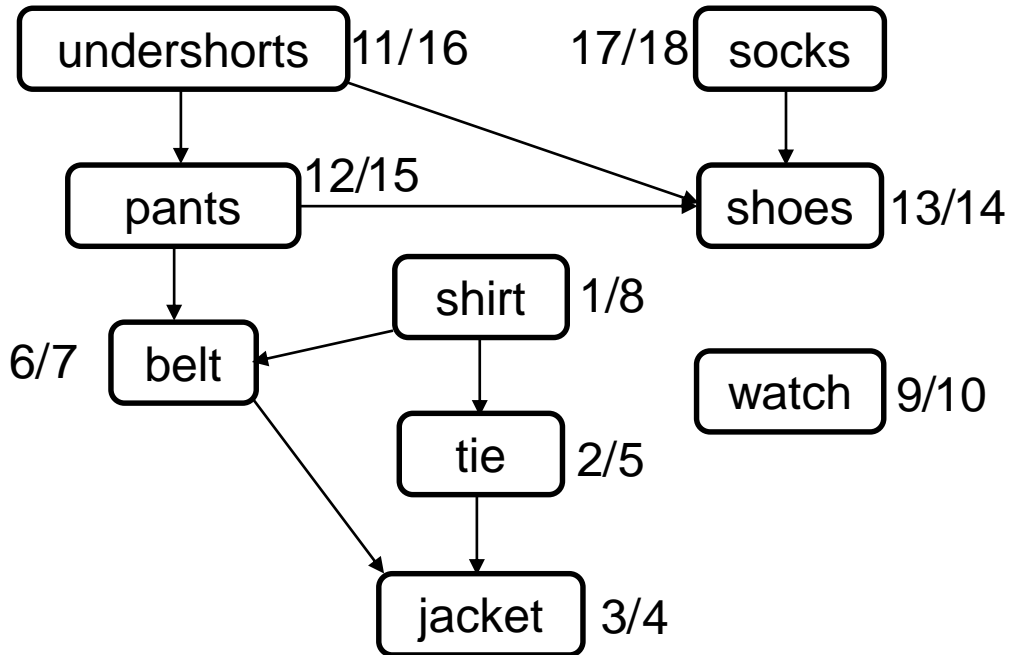 undershorts 11/16
17/18 socks
pants 12/15
shoes 13/14
shirt 1/8
6/7 belt
watch 9/10
tie 2/5
jacket 3/4